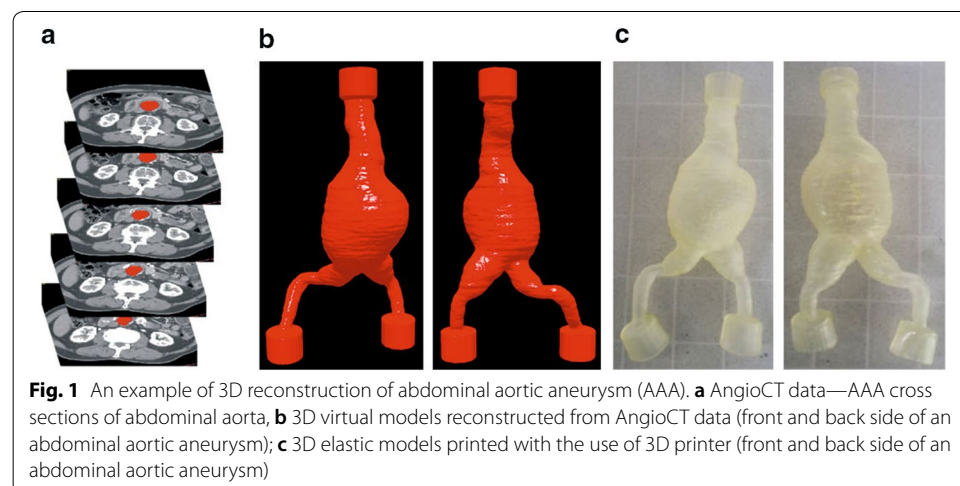 a
b
c
Fig. 1 An example of 3D reconstruction of abdominal aortic aneurysm (AAA). a AngioCT data—AAA cross
sections of abdominal aorta, b 3D virtual models reconstructed from AngioCT data (front and back side of an
abdominal aortic aneurysm); c 3D elastic models printed with the use of 3D printer (front and back side of an
abdominal aortic aneurysm)